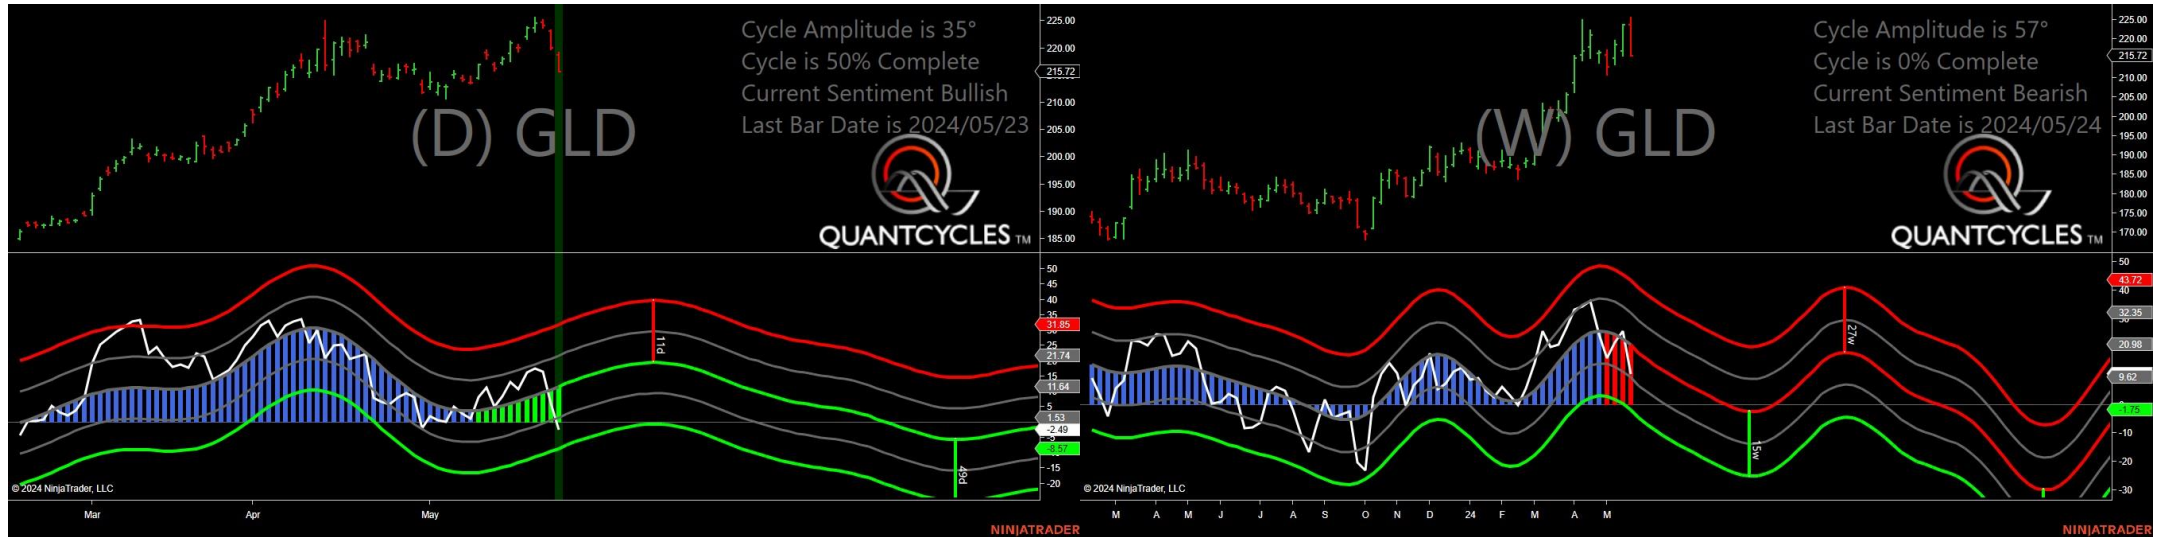 Cycle Amplitude is 35°
Cycle is 50% Complete
Current Sentiment Bullish
Last Bar Date is 2024/05/23
(D) GLD
QUANTCYCLES TM
225.00
220.00
215.72
210.00
205.00
200.00
195.00
190.00
185.00
50
45
40
35
31.85
25
21.74
15
11.64
5
1.53
-2.49
-5
-8.57
-15
-20
11d
49d
© 2024 NinjaTrader, LLC
Mar Apr May
NINJATRADER
Cycle Amplitude is 57°
Cycle is 0% Complete
Current Sentiment Bearish
Last Bar Date is 2024/05/24
(W) GLD
QUANTCYCLES TM
225.00
220.00
215.72
210.00
205.00
200.00
195.00
190.00
185.00
180.00
175.00
170.00
50
43.72
40
32.35
20.98
9.62
-1.75
-10
-20
-30
27w
15w
© 2024 NinjaTrader, LLC
M A M J J A S O N D 24 F M A M
NINJATRADER